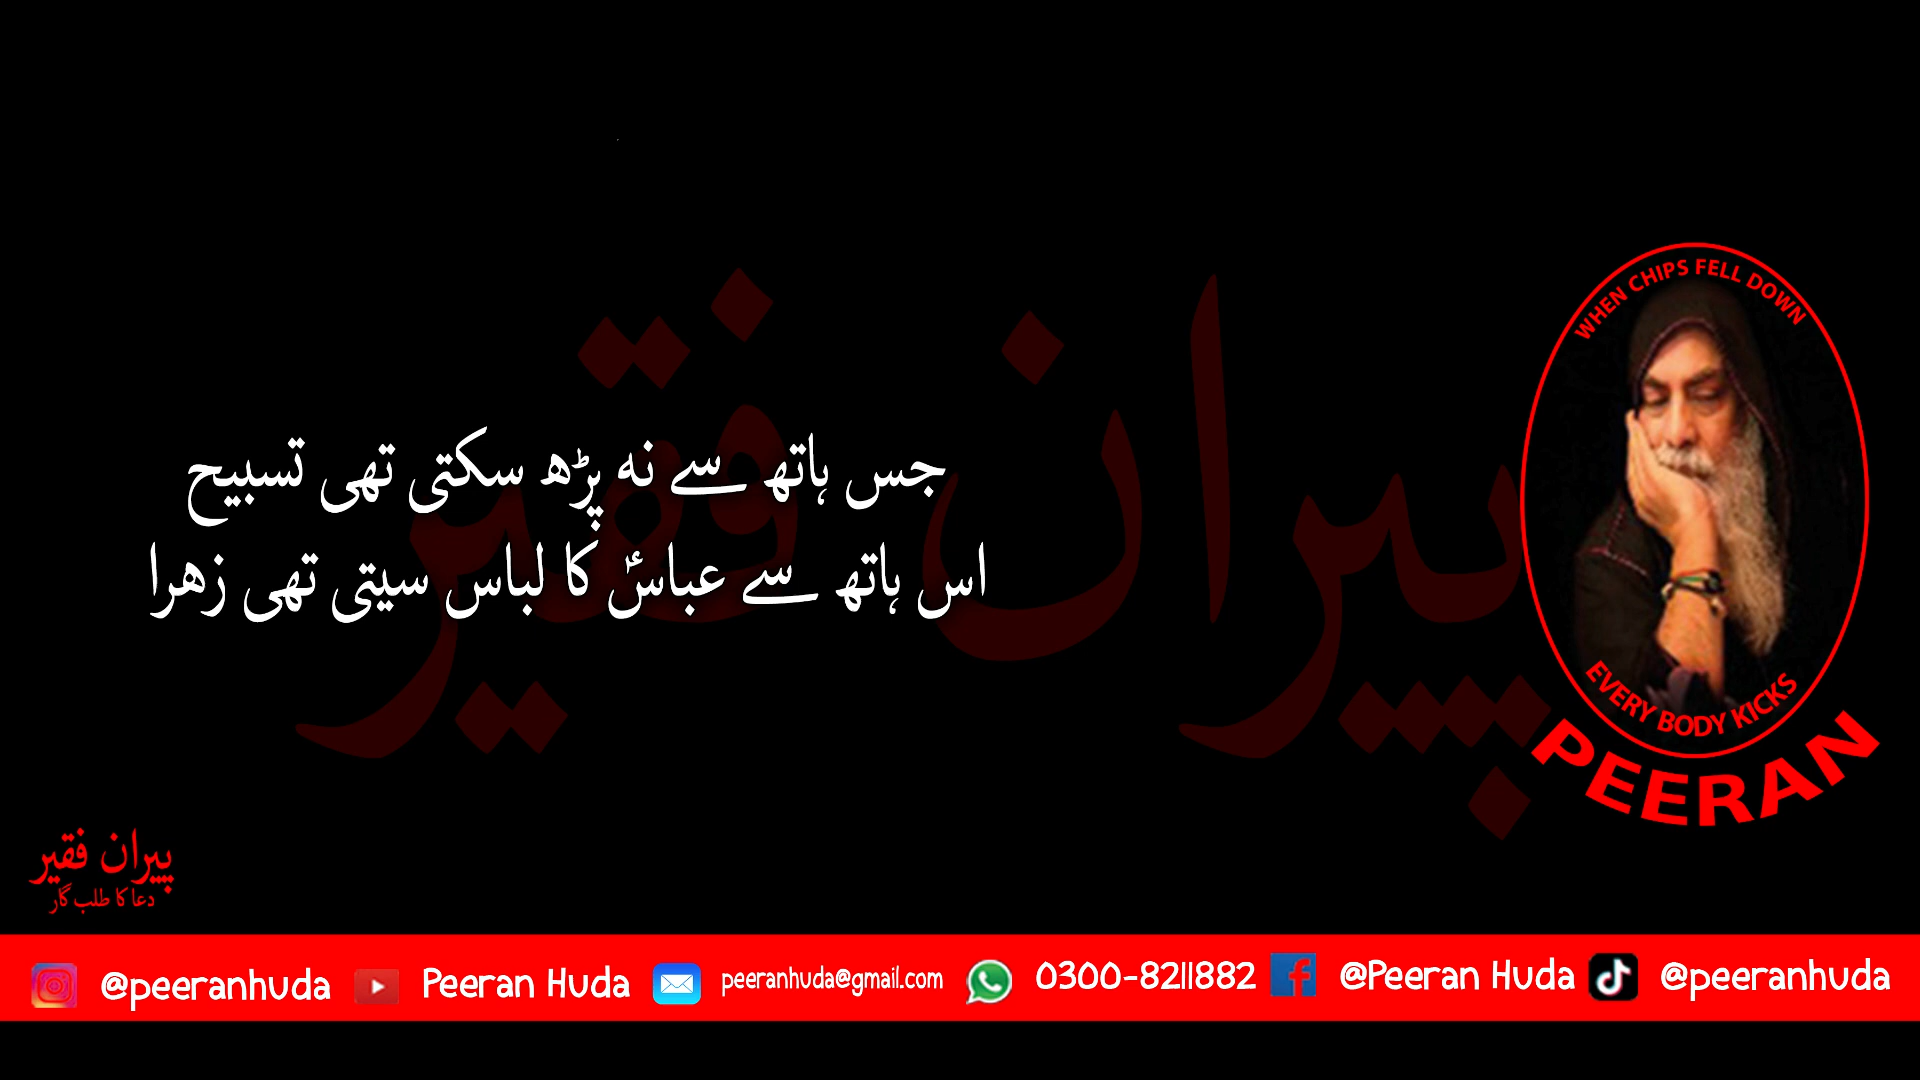 WHEN CHIPS FELL DOWN
پیران فقیر
جس ہاتھ سے نہ پڑھ سکتی تھی تسبیح
اس ہاتھ سے عباسؑ کا لباس سیتی تھی زھرا
EVERY BODY KICKS
PEERAN
پیران فقیر
دعا کا طلب گار
@peeranhuda Peeran Huda peeranhuda@gmail.com 0300-8211882 @Peeran Huda @peeranhuda